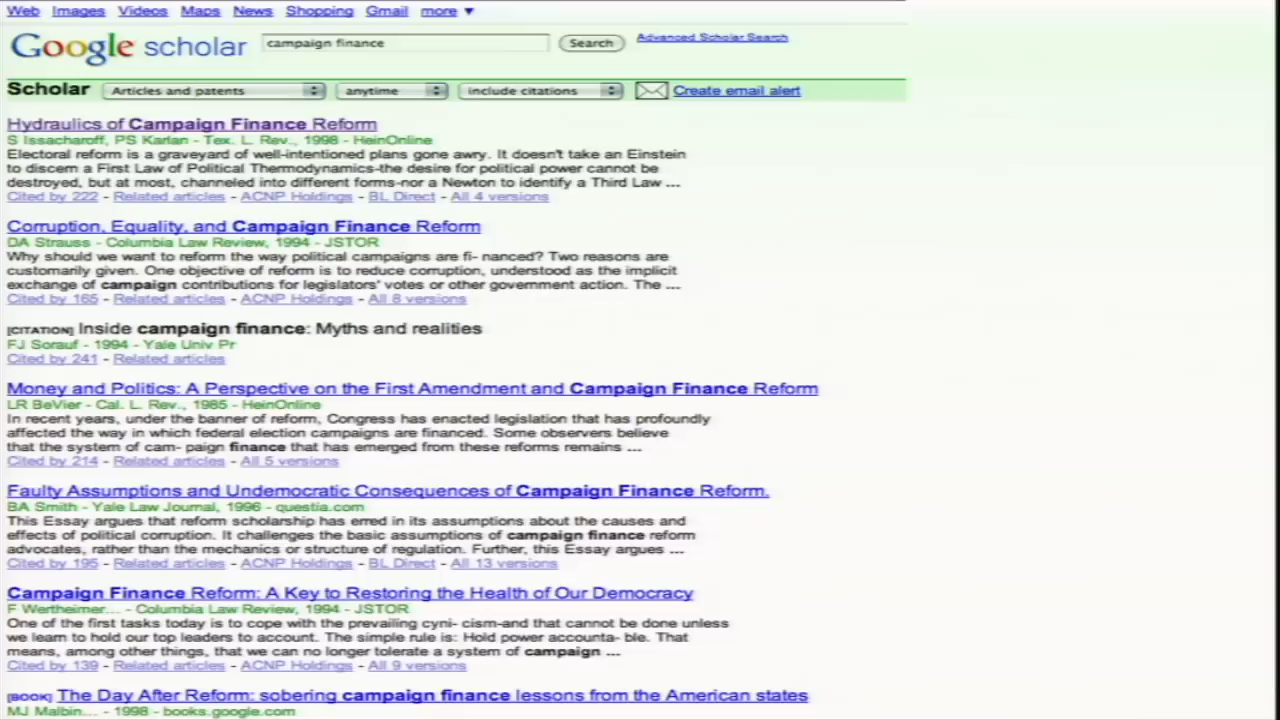 Web Images Videos Maps News Shopping Gmail more ▼
Google scholar campaign finance Search Advanced Scholar Search
Scholar Articles and patents anytime include citations Create email alert
Hydraulics of Campaign Finance Reform
S Issacharoff, PS Karlan - Tex. L. Rev., 1998 - HeinOnline
Electoral reform is a graveyard of well-intentioned plans gone awry. It doesn't take an Einstein
to discern a First Law of Political Thermodynamics-the desire for political power cannot be
destroyed, but at most, channeled into different forms-nor a Newton to identify a Third Law ...
Cited by 222 - Related articles - ACNP Holdings - BL Direct - All 4 versions
Corruption, Equality, and Campaign Finance Reform
DA Strauss - Columbia Law Review, 1994 - JSTOR
Why should we want to reform the way political campaigns are fi- nanced? Two reasons are
customarily given. One objective of reform is to reduce corruption, understood as the implicit
exchange of campaign contributions for legislators' votes or other government action. The ...
Cited by 165 - Related articles - ACNP Holdings - All 8 versions
[CITATION] Inside campaign finance: Myths and realities
FJ Sorauf - 1994 - Yale Univ Pr
Cited by 241 - Related articles
Money and Politics: A Perspective on the First Amendment and Campaign Finance Reform
LR BeVier - Cal. L. Rev., 1985 - HeinOnline
In recent years, under the banner of reform, Congress has enacted legislation that has profoundly
affected the way in which federal election campaigns are financed. Some observers believe
that the system of cam- paign finance that has emerged from these reforms remains ...
Cited by 214 - Related articles - All 5 versions
Faulty Assumptions and Undemocratic Consequences of Campaign Finance Reform.
BA Smith - Yale Law Journal, 1996 - questia.com
This Essay argues that reform scholarship has erred in its assumptions about the causes and
effects of political corruption. It challenges the basic assumptions of campaign finance reform
advocates, rather than the mechanics or structure of regulation. Further, this Essay argues ...
Cited by 195 - Related articles - ACNP Holdings - BL Direct - All 13 versions
Campaign Finance Reform: A Key to Restoring the Health of Our Democracy
F Wertheimer... - Columbia Law Review, 1994 - JSTOR
One of the first tasks today is to cope with the prevailing cyni- cism-and that cannot be done unless
we learn to hold our top leaders to account. The simple rule is: Hold power accounta- ble. That
means, among other things, that we can no longer tolerate a system of campaign ...
Cited by 139 - Related articles - ACNP Holdings - All 9 versions
[BOOK] The Day After Reform: sobering campaign finance lessons from the American states
MJ Malbin... - 1998 - books.google.com